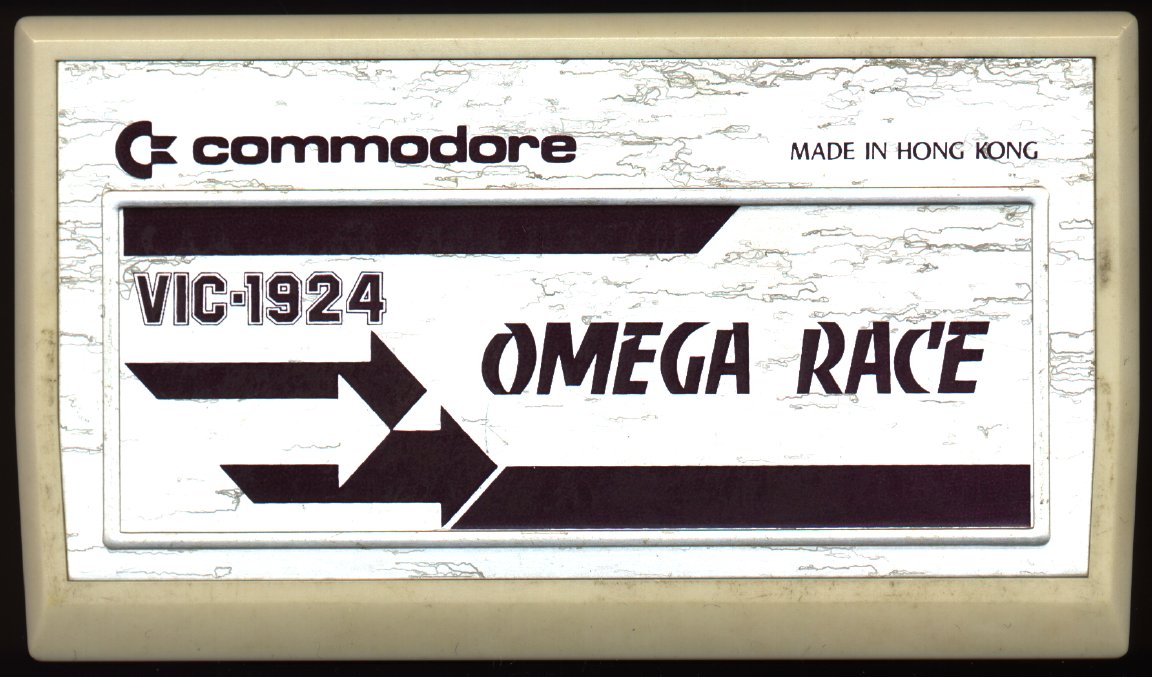 commodore
MADE IN HONG KONG
VIC-1924
OMEGA RACE